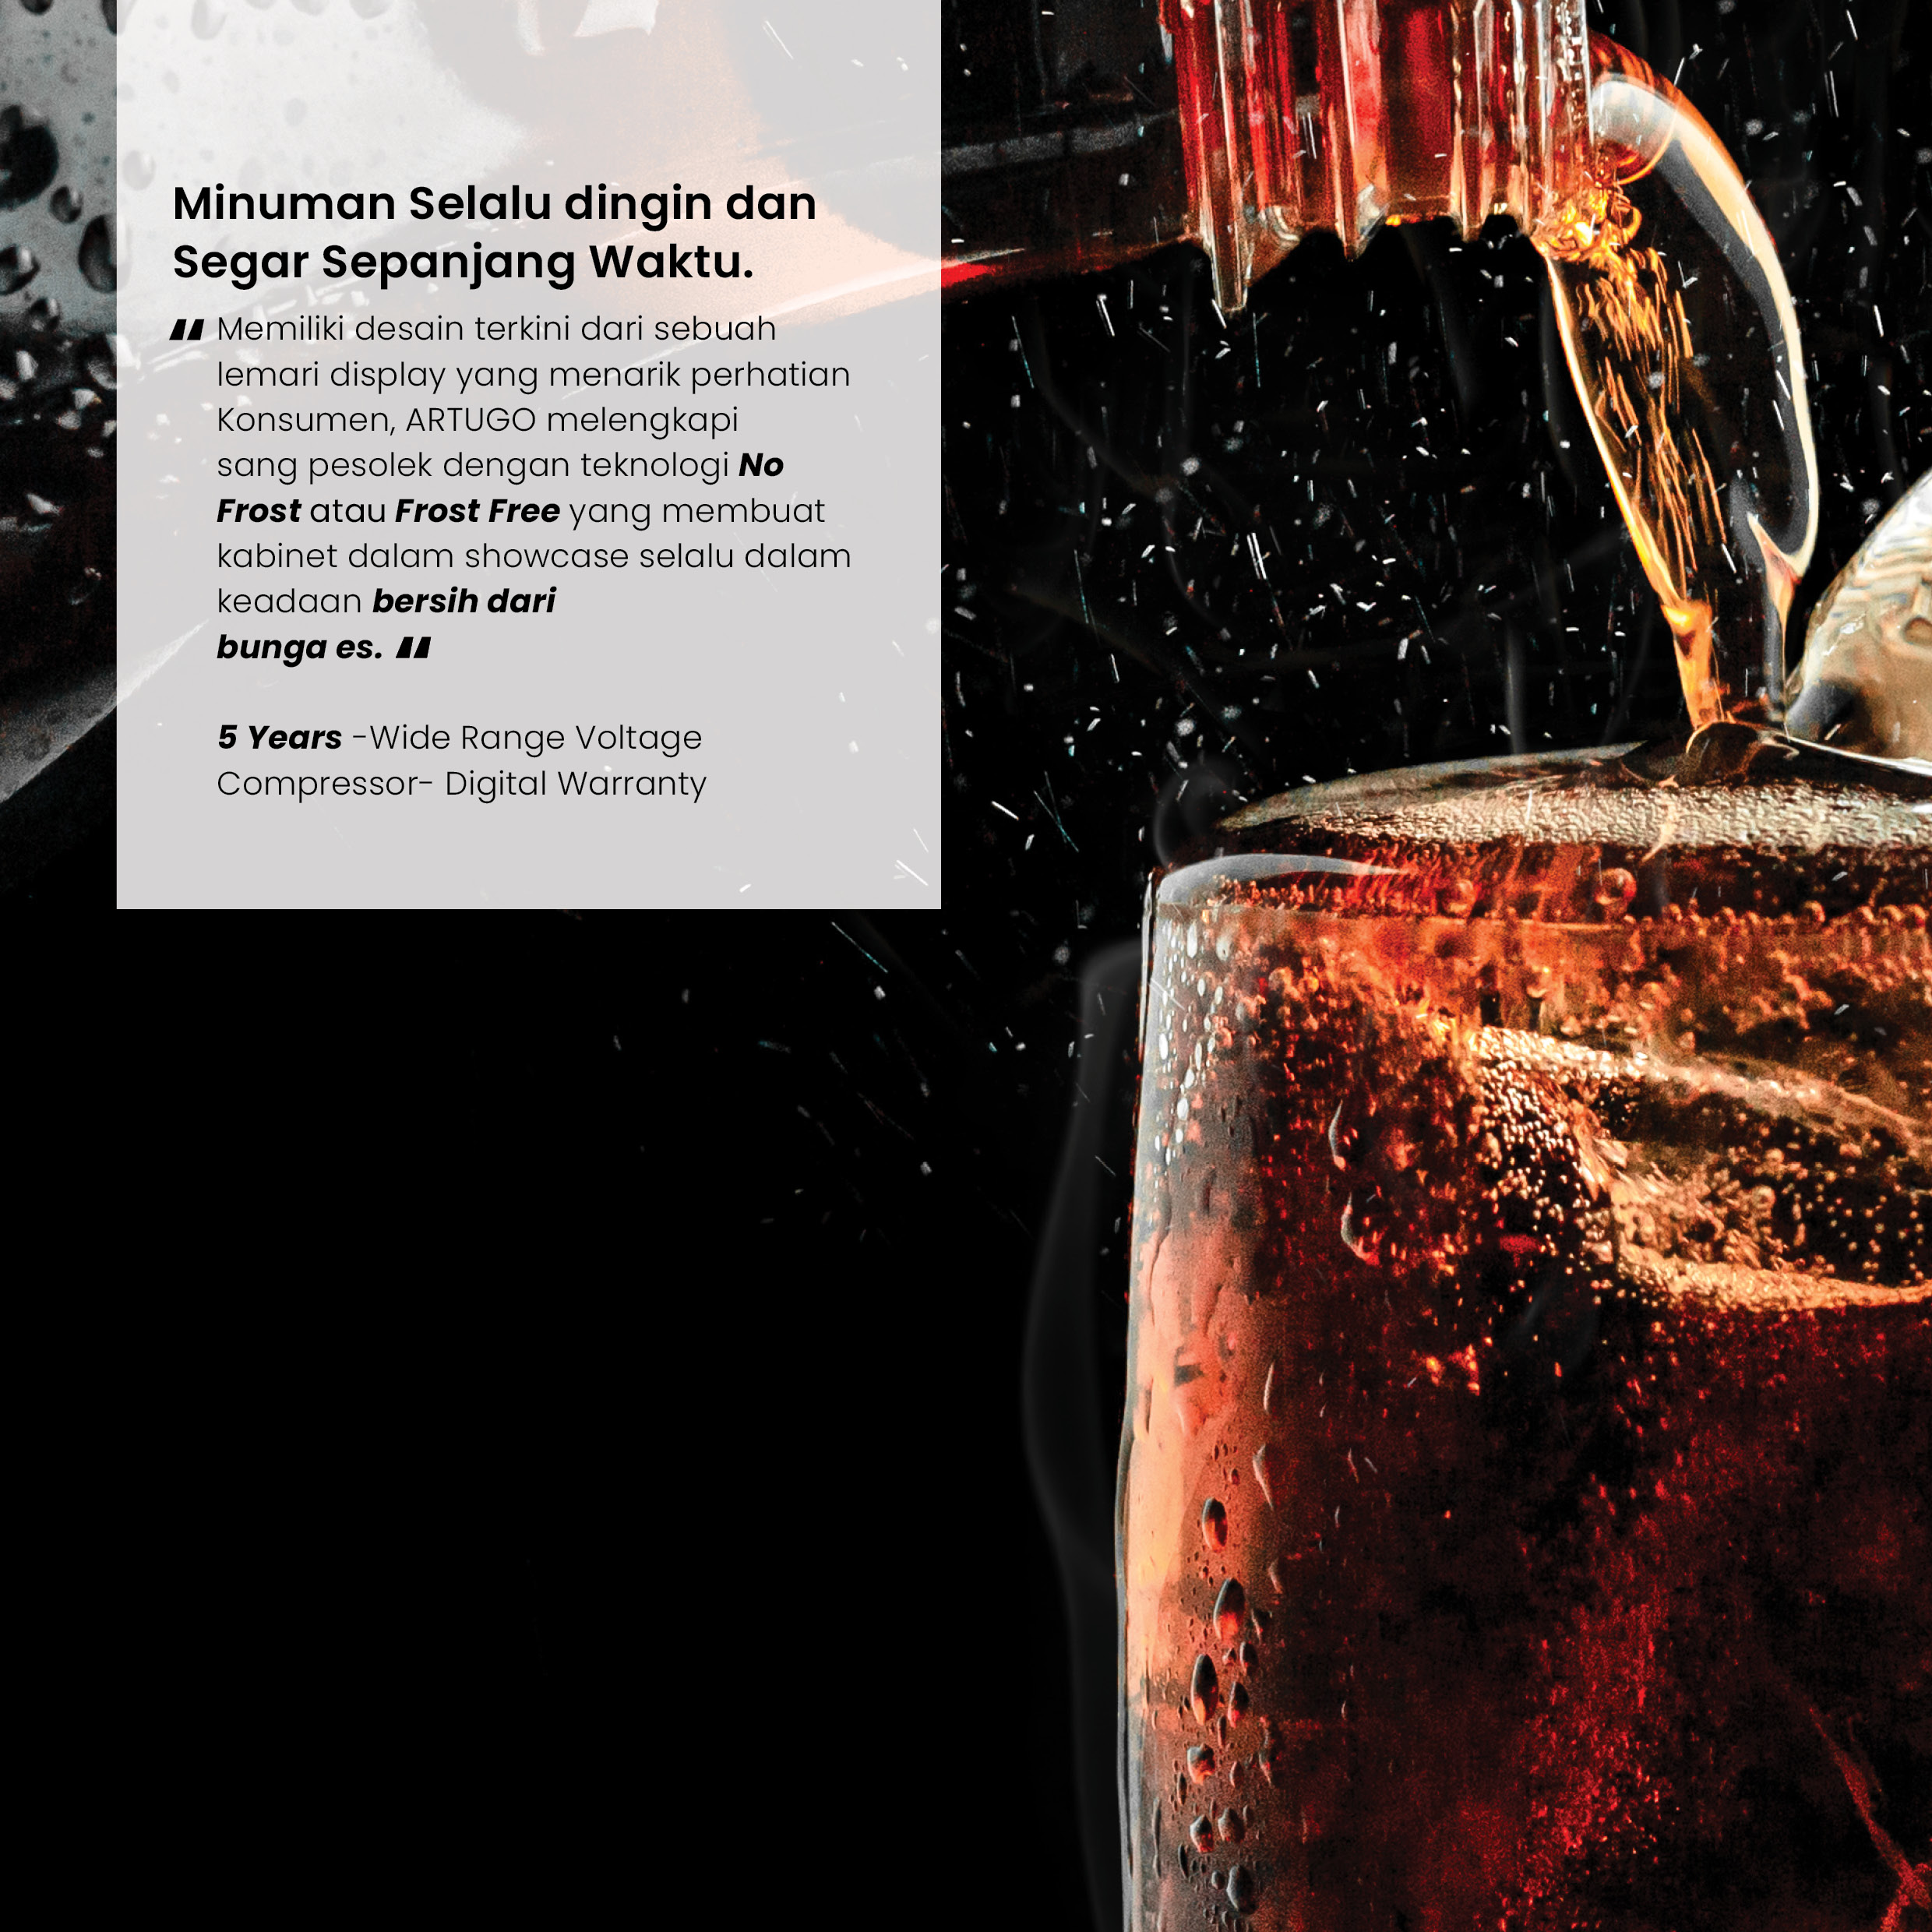 Minuman Selalu dingin dan
Segar Sepanjang Waktu.
" Memiliki desain terkini dari sebuah
lemari display yang menarik perhatian
Konsumen, ARTUGO melengkapi
sang pesolek dengan teknologi No
Frost atau Frost Free yang membuat
kabinet dalam showcase selalu dalam
keadaan bersih dari
bunga es. "
5 Years -Wide Range Voltage
Compressor- Digital Warranty